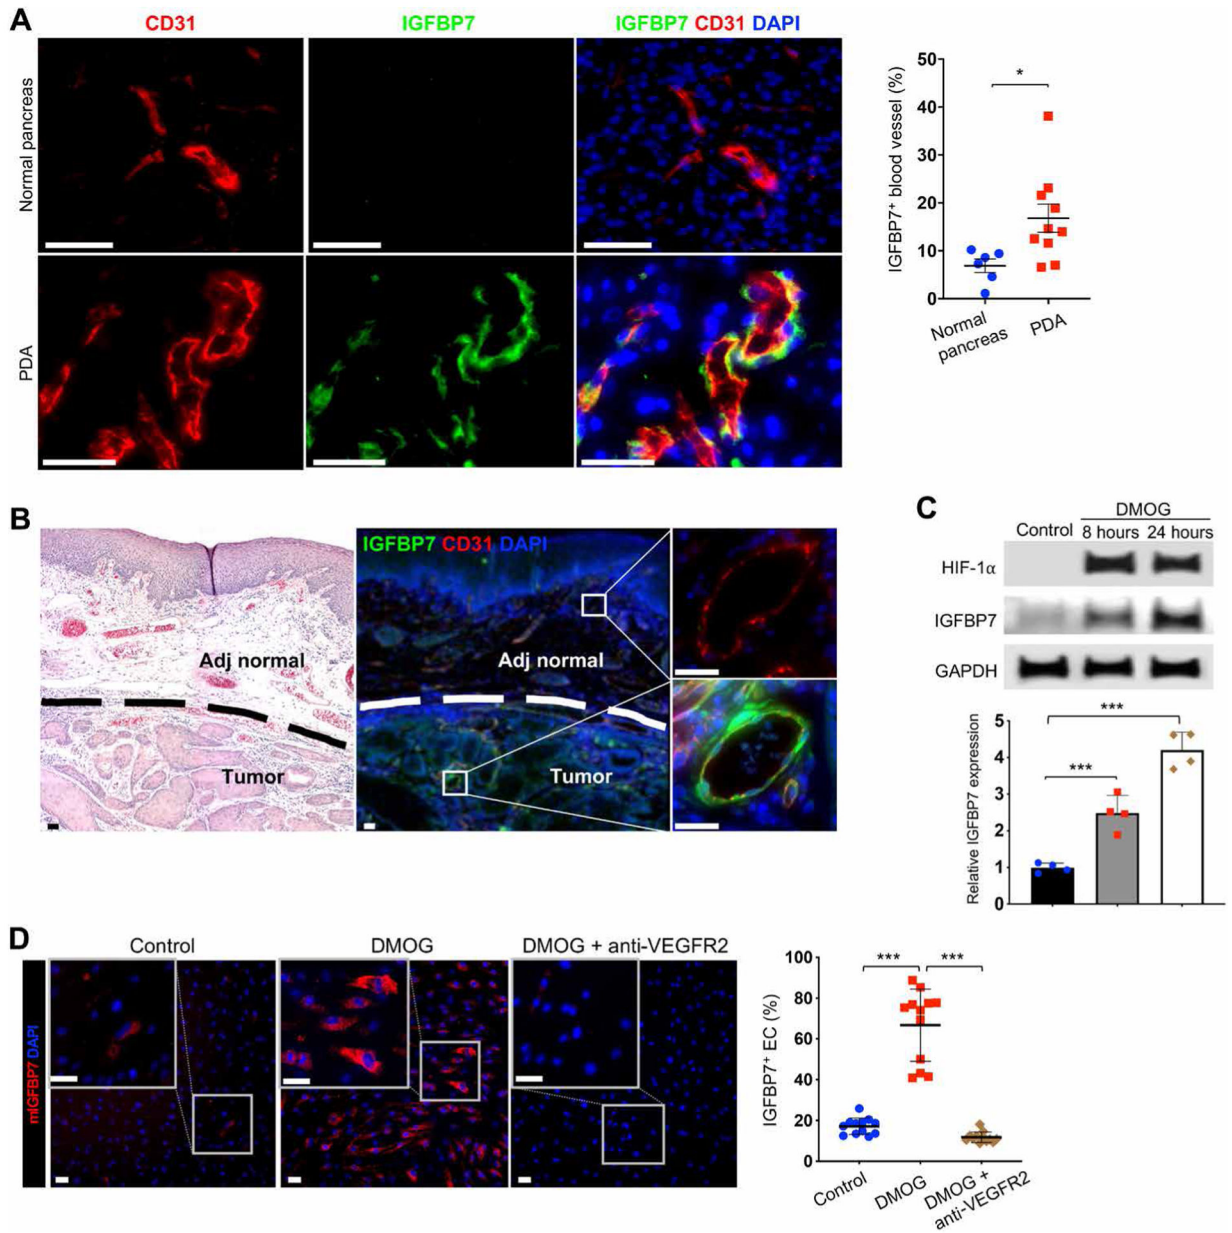 A
CD31
IGFBP7
IGFBP7 CD31 DAPI
Normal pancreas
PDA
IGFBP7+ blood vessel (%)
50
40
30
20
10
0
*
Normal
pancreas
PDA
B
IGFBP7 CD31 DAPI
Adj normal
Adj normal
Tumor
Tumor
C
DMOG
Control 8 hours 24 hours
HIF-1α
IGFBP7
GAPDH
Relative IGFBP7 expression
5
4
3
2
1
0
***
***
D
Control
DMOG
DMOG + anti-VEGFR2
mIGFBP7 DAPI
IGFBP7+ EC (%)
100
80
60
40
20
0
*** ***
Control
DMOG
DMOG +
anti-VEGFR2